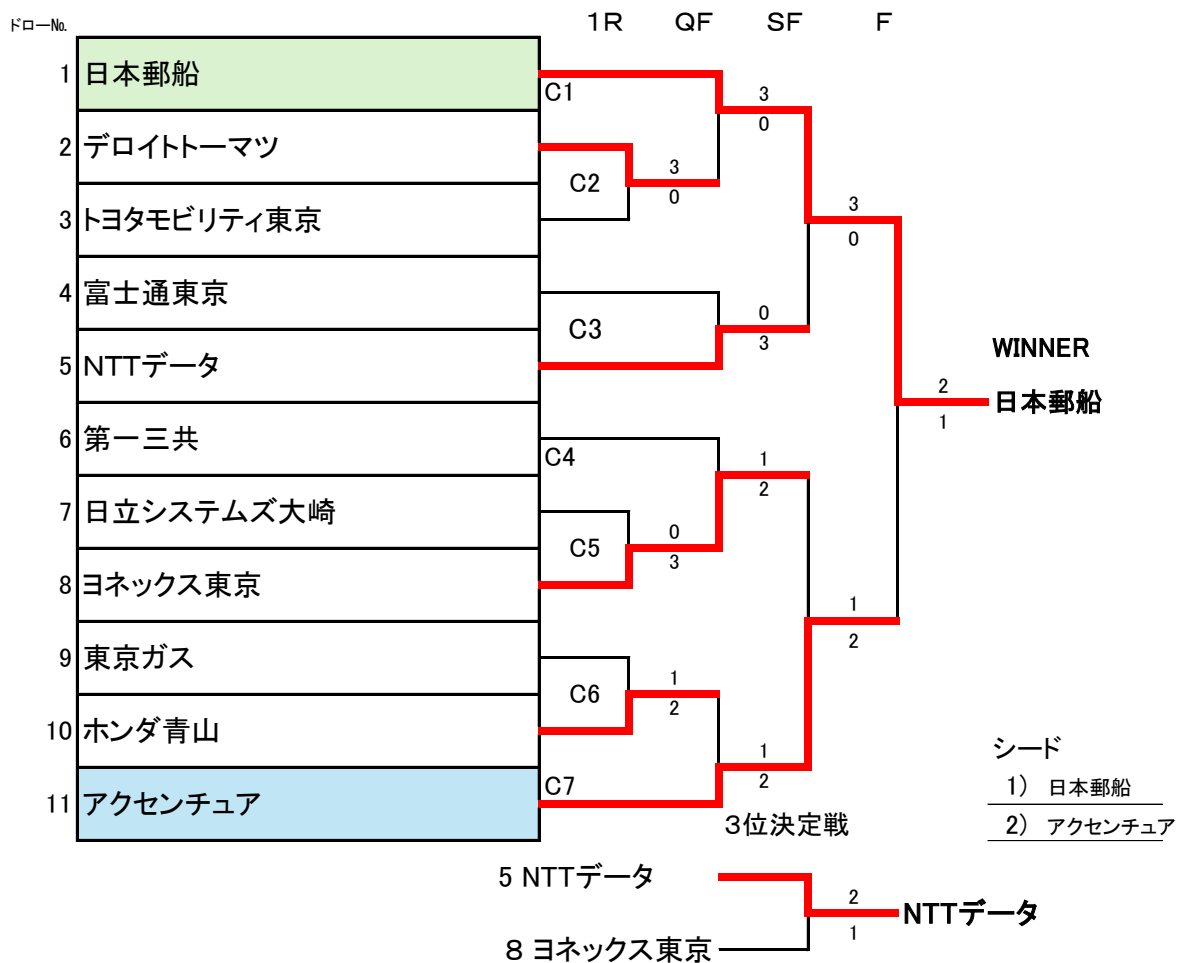 ドローNo.
1R QF SF F
1 日本郵船
C1
3
0
2 デロイトトーマツ
C2
3
0
3 トヨタモビリティ東京
3
0
4 富士通東京
C3
0
3
5 NTTデータ
WINNER
2
日本郵船
1
6 第一三共
C4
1
2
7 日立システムズ大崎
C5
0
3
8 ヨネックス東京
1
2
9 東京ガス
C6
1
2
10 ホンダ青山
1
2
シード
1) 日本郵船
2) アクセンチュア
11 アクセンチュア
C7
3位決定戦
5 NTTデータ
2
NTTデータ
1
8 ヨネックス東京